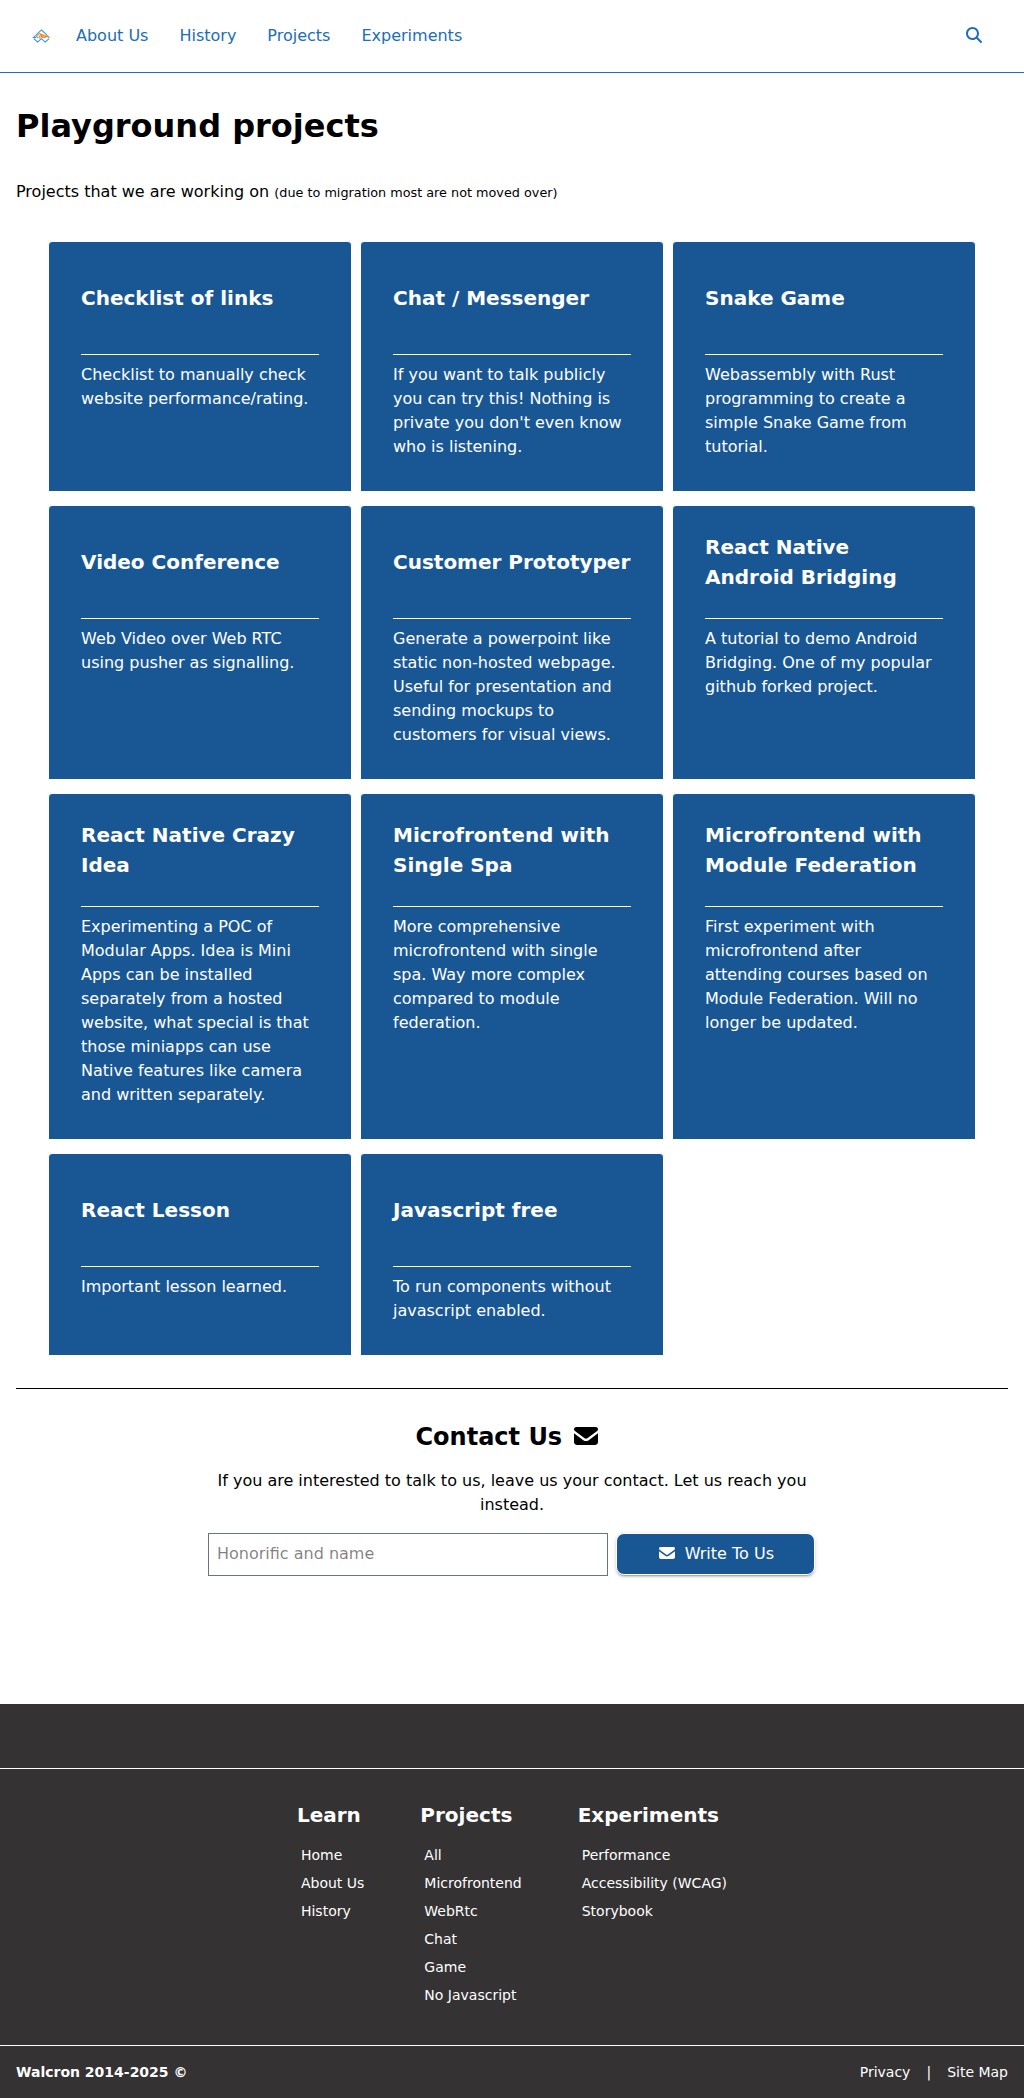 About Us History Projects Experiments
Playground projects
Projects that we are working on (due to migration most are not moved over)
Checklist of links
Checklist to manually check
website performance/rating.
Chat / Messenger
If you want to talk publicly
you can try this! Nothing is
private you don't even know
who is listening.
Snake Game
Webassembly with Rust
programming to create a
simple Snake Game from
tutorial.
Video Conference
Web Video over Web RTC
using pusher as signalling.
Customer Prototyper
Generate a powerpoint like
static non-hosted webpage.
Useful for presentation and
sending mockups to
customers for visual views.
React Native
Android Bridging
A tutorial to demo Android
Bridging. One of my popular
github forked project.
React Native Crazy
Idea
Experimenting a POC of
Modular Apps. Idea is Mini
Apps can be installed
separately from a hosted
website, what special is that
those miniapps can use
Native features like camera
and written separately.
Microfrontend with
Single Spa
More comprehensive
microfrontend with single
spa. Way more complex
compared to module
federation.
Microfrontend with
Module Federation
First experiment with
microfrontend after
attending courses based on
Module Federation. Will no
longer be updated.
React Lesson
Important lesson learned.
Javascript free
To run components without
javascript enabled.
Contact Us
If you are interested to talk to us, leave us your contact. Let us reach you
instead.
Honorific and name
Write To Us
Learn
Home
About Us
History
Projects
All
Microfrontend
WebRtc
Chat
Game
No Javascript
Experiments
Performance
Accessibility (WCAG)
Storybook
Walcron 2014-2025 ©
Privacy | Site Map